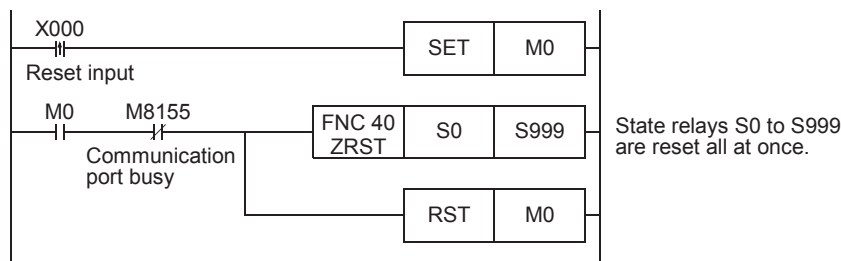 X000
SET M0
Reset input
M0 M8155
FNC 40
ZRST
S0 S999
State relays S0 to S999
are reset all at once.
Communication
port busy
RST M0